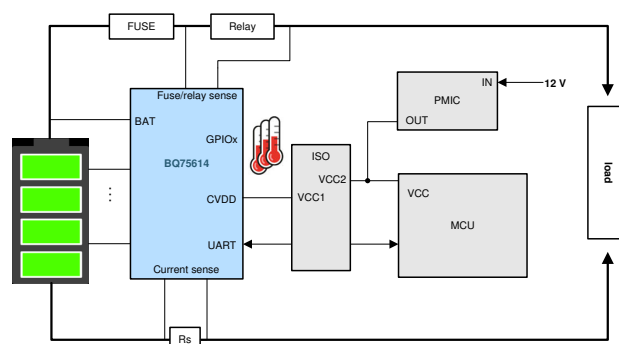 FUSE
Relay
Fuse/relay sense
BAT
GPIOx
BQ75614
CVDD
UART
Current sense
Rs
ISO
VCC2
VCC1
IN
12 V
PMIC
OUT
VCC
MCU
load